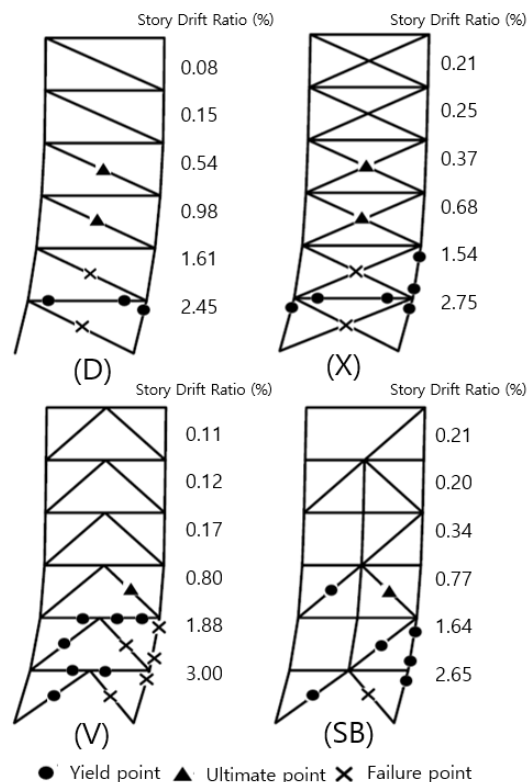 Story Drift Ratio (%)
0.08
0.15
0.54
0.98
1.61
2.45
(D)
Story Drift Ratio (%)
0.21
0.25
0.37
0.68
1.54
2.75
(X)
Story Drift Ratio (%)
0.11
0.12
0.17
0.80
1.88
3.00
(V)
Story Drift Ratio (%)
0.21
0.20
0.34
0.77
1.64
2.65
(SB)
Yield point Ultimate point Failure point